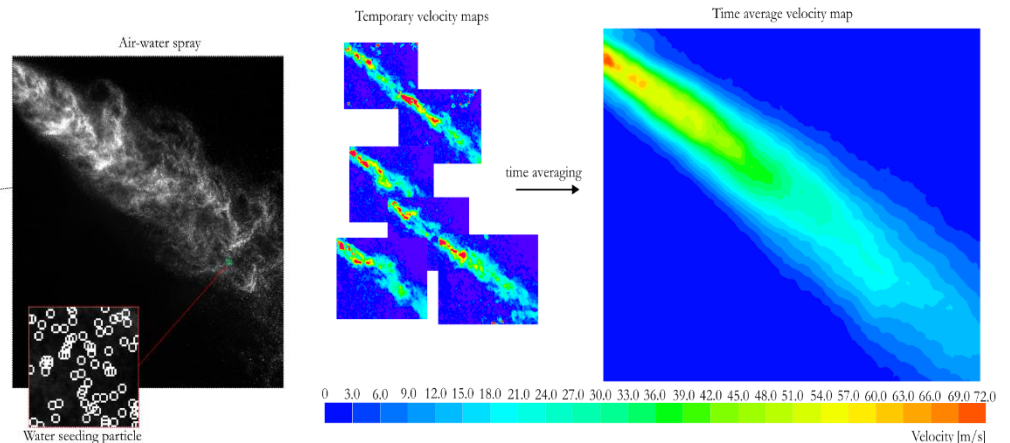 Temporary velocity maps
Time average velocity map
Air-water spray
time averaging
0 3.0 6.0 9.0 12.0 15.0 18.0 21.0 24.0 27.0 30.0 33.0 36.0 39.0 42.0 45.0 48.0 51.0 54.0 57.0 60.0 63.0 66.0 69.0 72.0
Water seeding particle
Velocity [m/s]